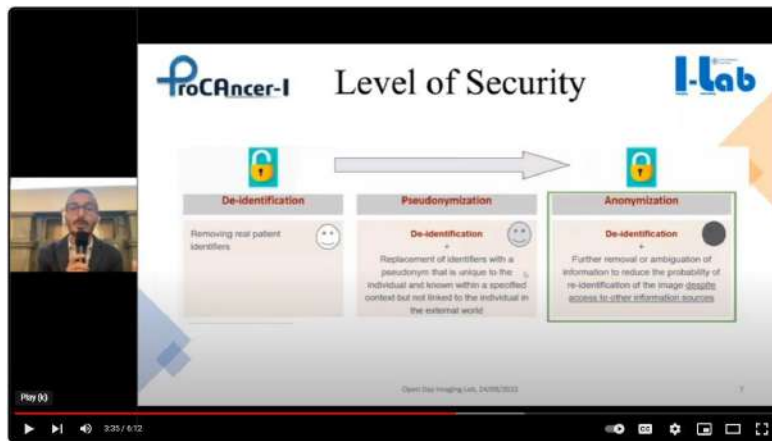 ProCAncer-I
Level of Security
I-Lab
De-identification
Removing real patient
identifiers
Pseudonymization
De-identification
+
Replacement of identifiers with a
pseudonym that is unique to the
individual and known within a specified
context but not linked to the individual in
the external world
Anonymization
De-identification
+
Further removal or ambiguation of
information to reduce the probability of
re-identification of the image despite
access to other information sources
Open Day Imaging Lab, 24/09/2022
7
Play (k)
3:35 / 6:12
CC